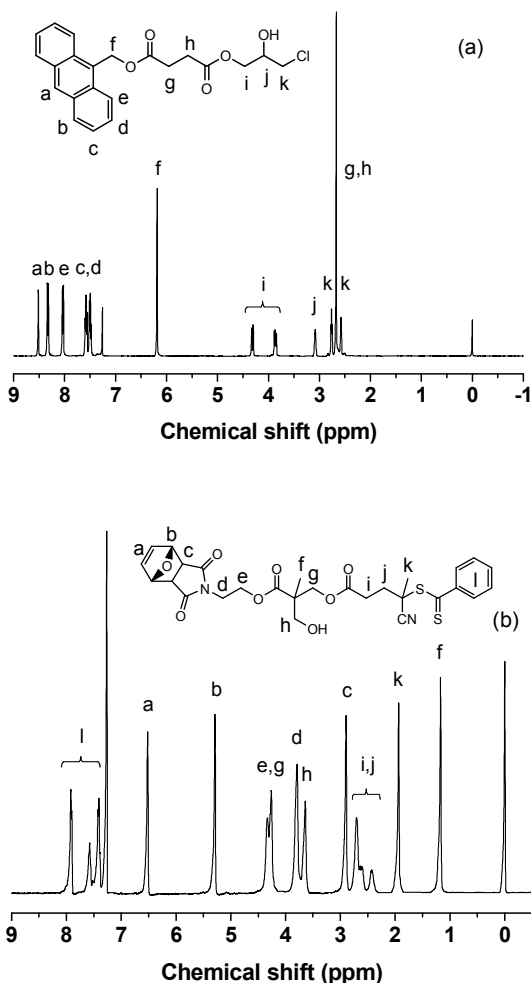 (a)
f
h
OH
Cl
O
O
O
O
g
i
j
k
a
e
b
d
c
f
g,h
ab e c,d
i
j
k k
9 8 7 6 5 4 3 2 1 0 -1
Chemical shift (ppm)
b
a
c
O
O
e
d
N
O
O
O
f
g
O
O
i
j
k
S
l
S
CN
h
OH
(b)
l
a
b
e,g
d
h
c
i,j
k
f
9 8 7 6 5 4 3 2 1 0
Chemical shift (ppm)